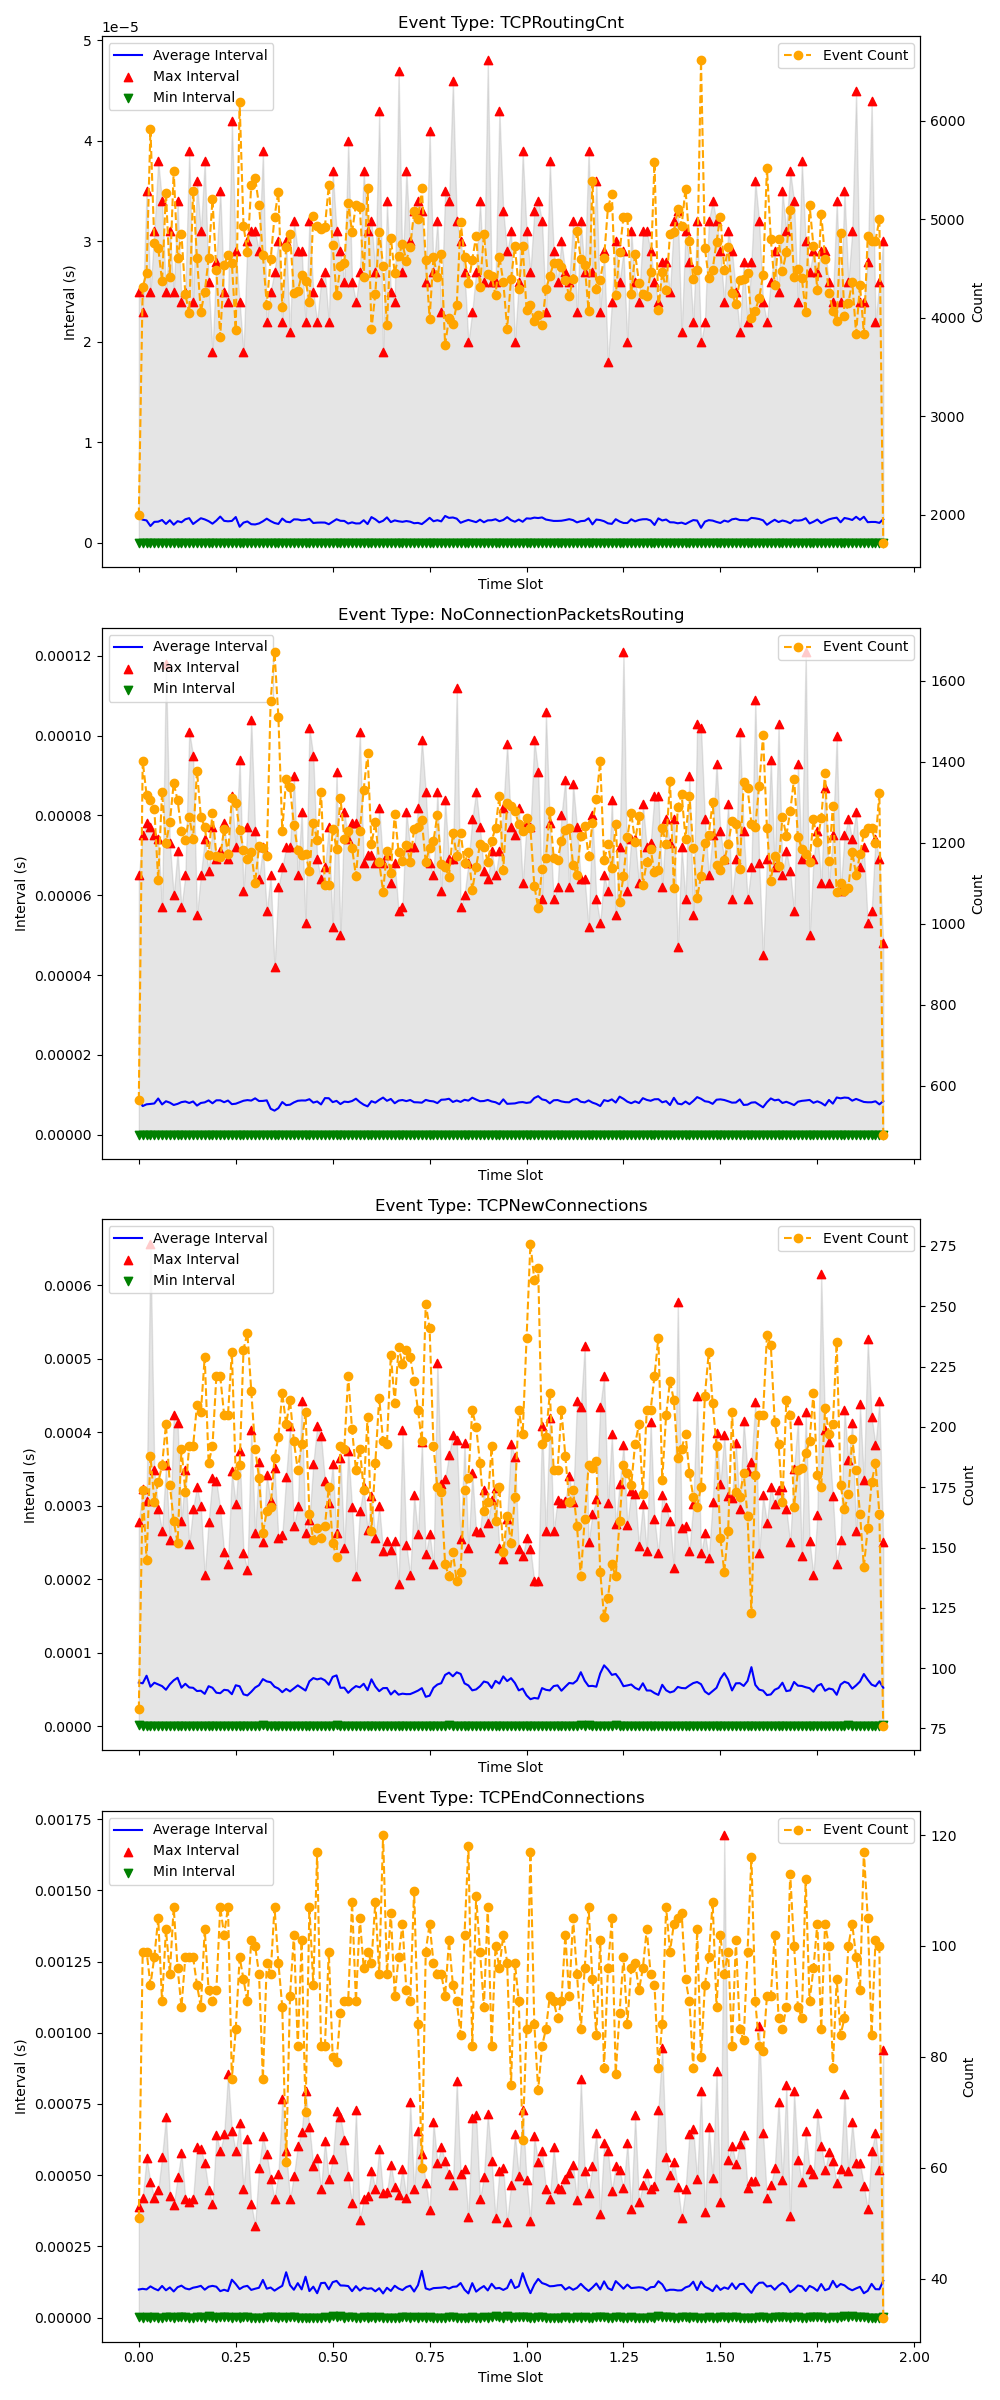 Event Type: TCPRoutingCnt
1e−5
Average Interval
Max Interval
Min Interval
Event Count
5
4
3
2
1
0
Interval (s)
6000
5000
4000
3000
2000
Count
Time Slot
Event Type: NoConnectionPacketsRouting
Average Interval
Max Interval
Min Interval
Event Count
0.00012
0.00010
0.00008
0.00006
0.00004
0.00002
0.00000
Interval (s)
1600
1400
1200
1000
800
600
Count
Time Slot
Event Type: TCPNewConnections
Average Interval
Max Interval
Min Interval
Event Count
0.0006
0.0005
0.0004
0.0003
0.0002
0.0001
0.0000
Interval (s)
275
250
225
200
175
150
125
100
75
Count
Time Slot
Event Type: TCPEndConnections
Average Interval
Max Interval
Min Interval
Event Count
0.00175
0.00150
0.00125
0.00100
0.00075
0.00050
0.00025
0.00000
Interval (s)
120
100
80
60
40
Count
0.00 0.25 0.50 0.75 1.00 1.25 1.50 1.75 2.00
Time Slot